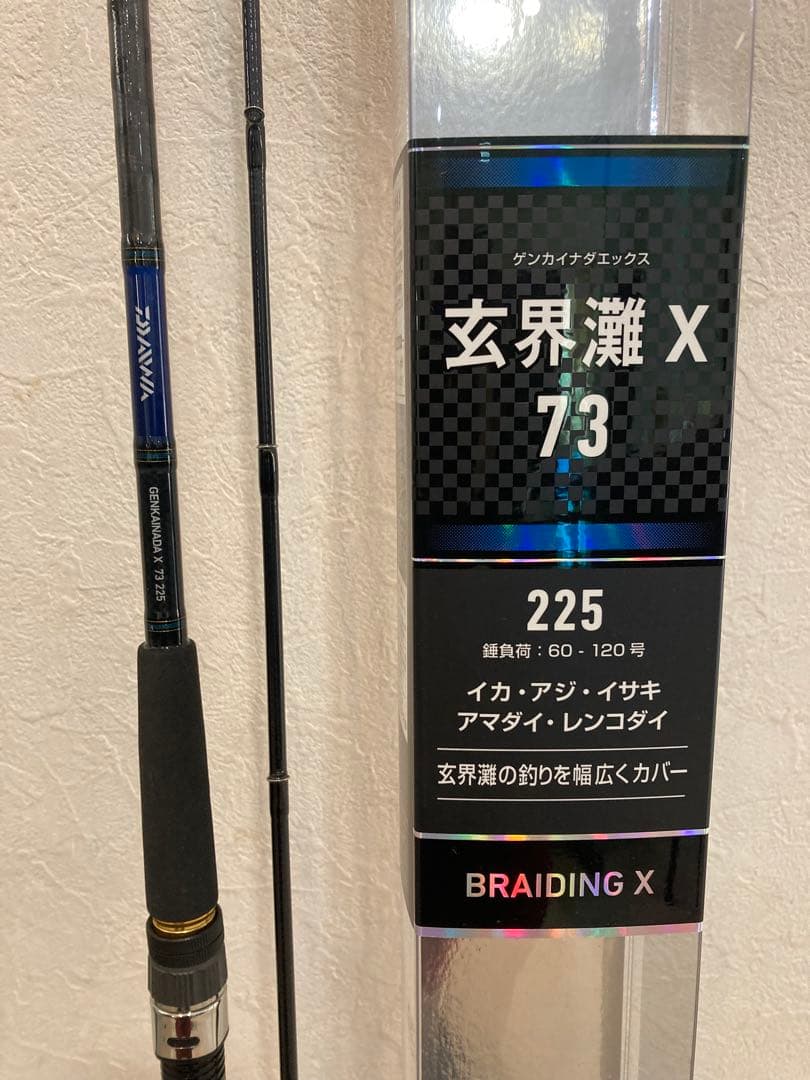 DAIWA
GENKAINADA X 73 225
ゲンカイナダエックス
玄界灘 X
73
225
錘負荷：60 - 120 号
イカ・アジ・イサキ
アマダイ・レンコダイ
玄界灘の釣りを幅広くカバー
BRAIDING X